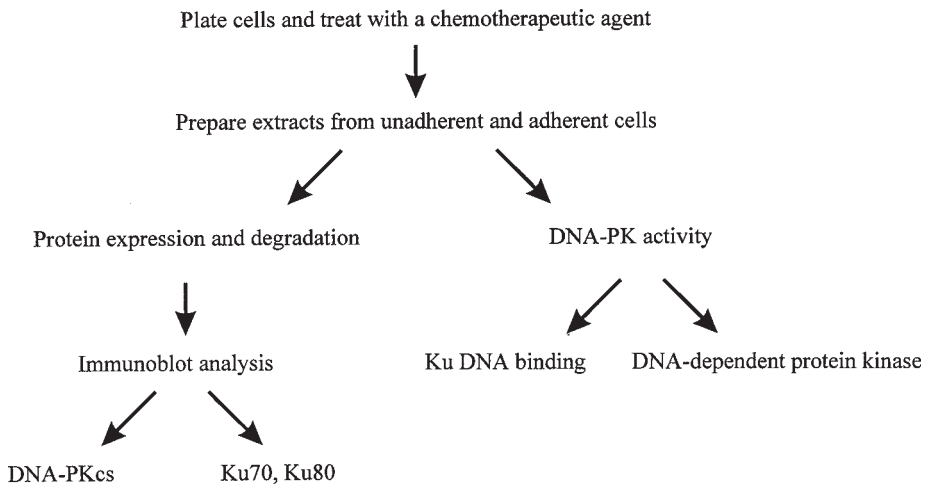 Plate cells and treat with a chemotherapeutic agent
Prepare extracts from unadherent and adherent cells
Protein expression and degradation
DNA-PK activity
Immunoblot analysis
Ku DNA binding
DNA-dependent protein kinase
DNA-PKcs
Ku70, Ku80